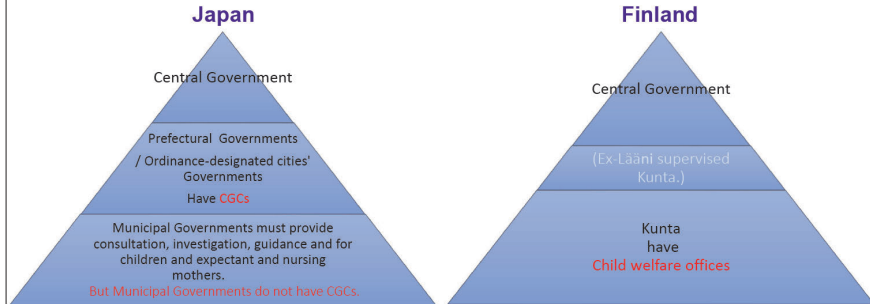 Japan
Central Government
Prefectural Governments
/ Ordinance-designated cities'
Governments
Have CGCs
Municipal Governments must provide
consultation, investigation, guidance and for
children and expectant and nursing
mothers.
But Municipal Governments do not have CGCs.
Finland
Central Government
(Ex-Lääni supervised
Kunta.)
Kunta
have
Child welfare offices